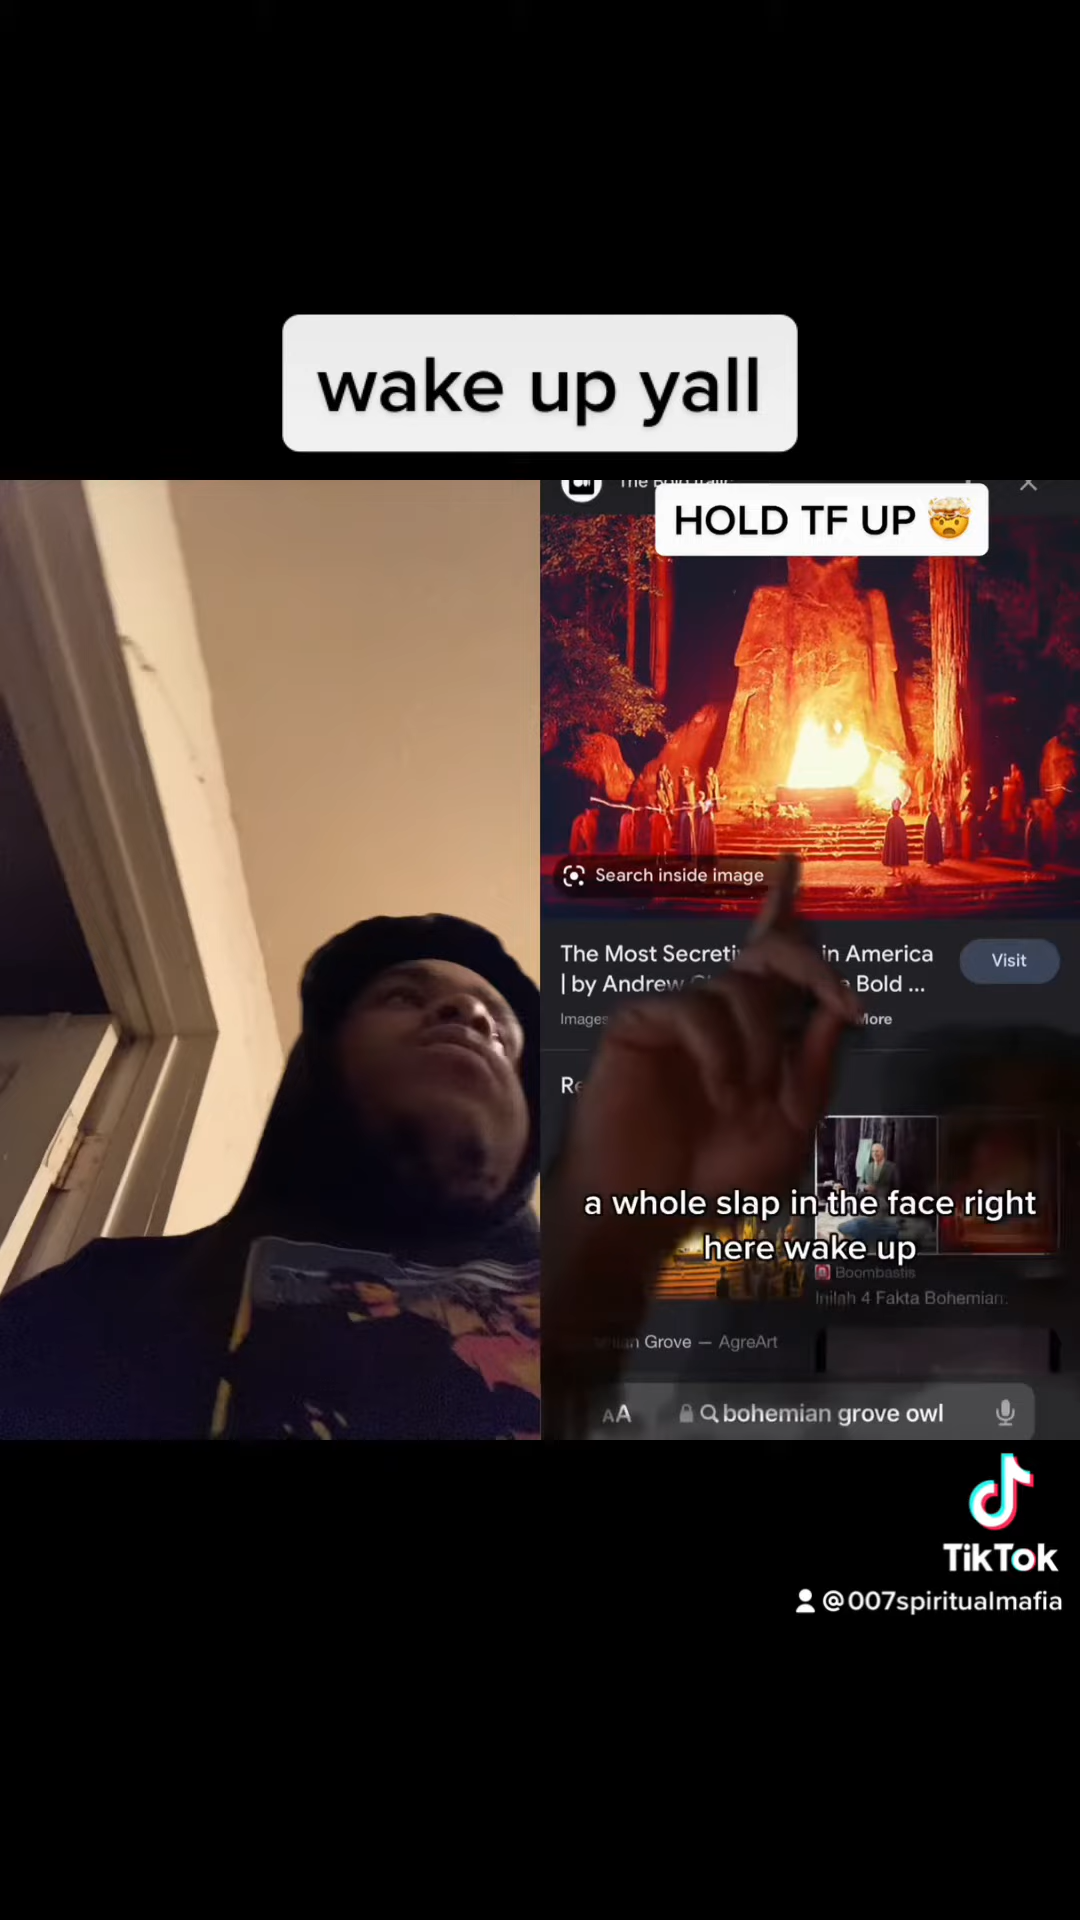 wake up yall
HOLD TF UP 🤯
Search inside image
The Most in America
| by Andrew Bold ...
Visit
Images
More
a whole slap in the face right
here wake up
Boombastis
Inilah 4 Fakta Bohemian.
Grove — AgreArt
AA bohemian grove owl
TikTok
@007spiritualmafia